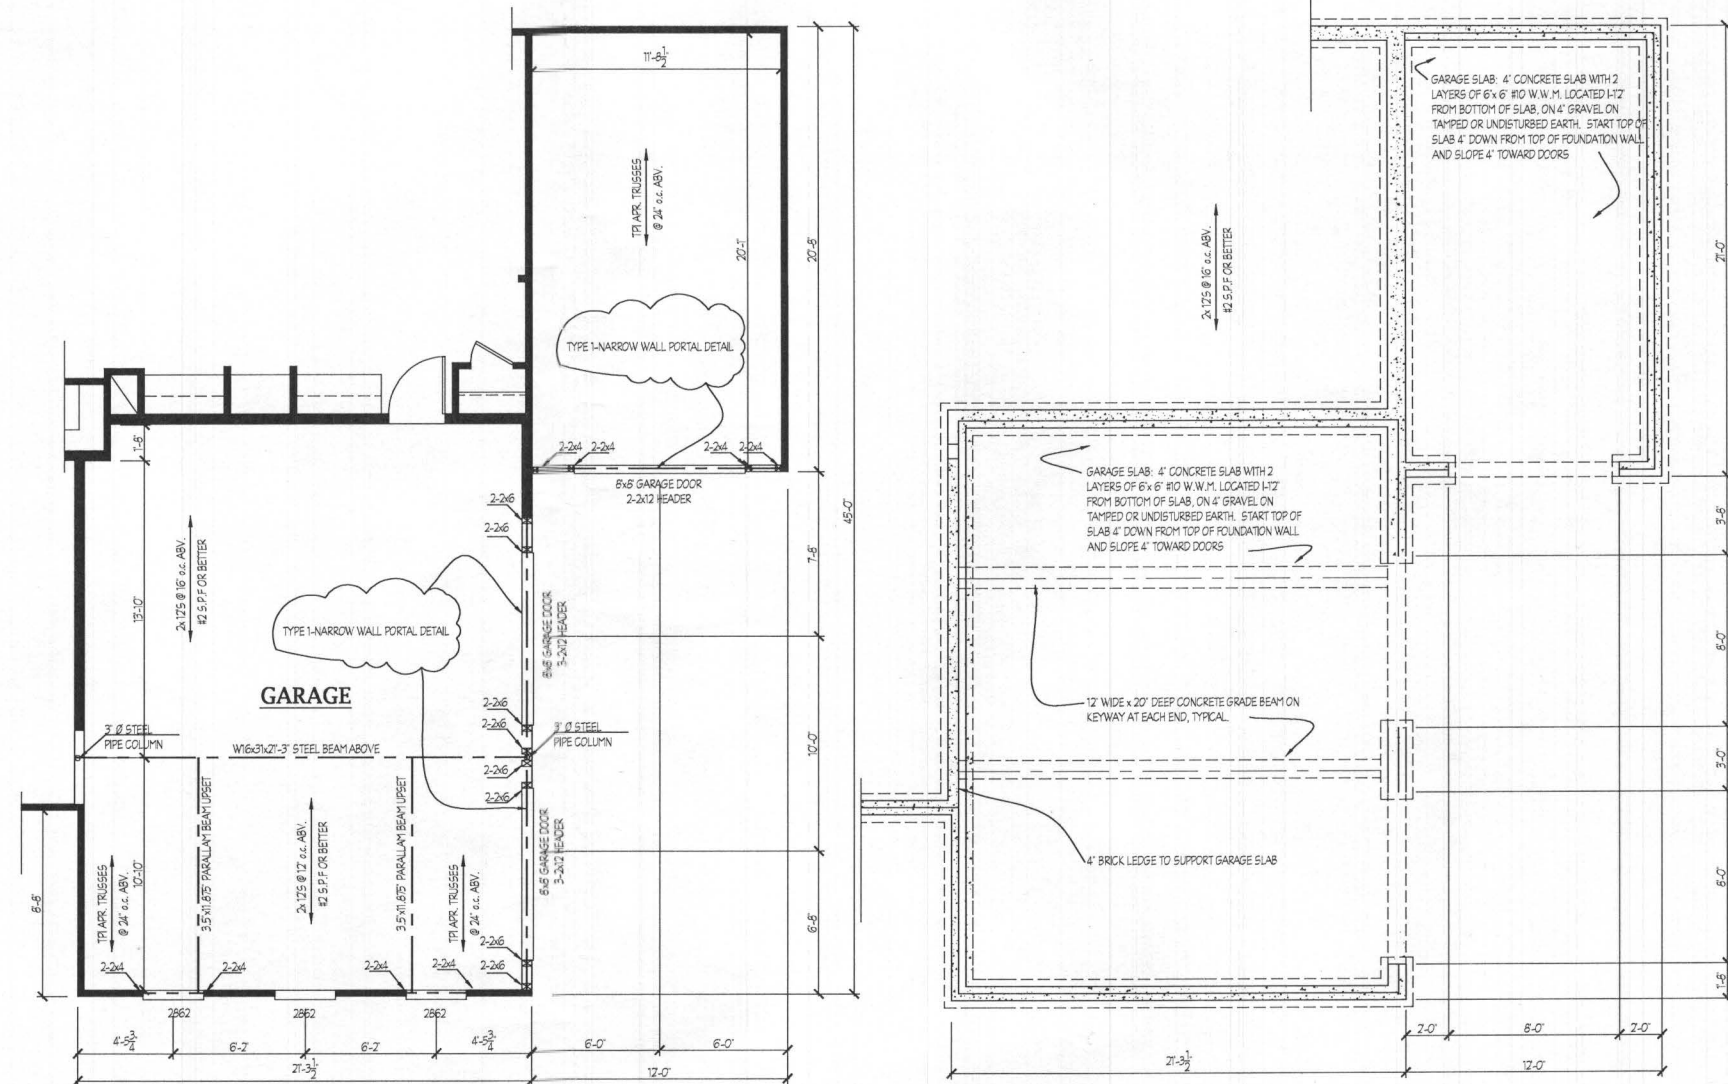 11'-8 1/2"
TPI APR. TRUSSES
@ 24" o.c. ABV.
20'-1"
20'-8"
45'-0"
TYPE 1-NARROW WALL PORTAL DETAIL
2-2x4
2-2x4
2-2x4
2-2x4
8'x8' GARAGE DOOR
2-2x12 HEADER
1'-8"
2x12'S @ 16" o.c. ABV.
#2 S.P.F OR BETTER
13'-10"
2-2x6
2-2x6
7'-8"
8'x8' GARAGE DOOR
3-2x12 HEADER
TYPE 1-NARROW WALL PORTAL DETAIL
GARAGE
2-2x6
2-2x6
2-2x6
3" Ø STEEL
PIPE COLUMN
3" Ø STEEL
PIPE COLUMN
W16x31x21'-3" STEEL BEAM ABOVE
2-2x6
2-2x6
10'-0"
3.5"x11.875" PARALLAM BEAM UPSET
3.5"x11.875" PARALLAM BEAM UPSET
2x12'S @ 12" o.c. ABV.
#2 S.P.F OR BETTER
TPI APR. TRUSSES
@ 24" o.c. ABV.
10'-10"
TPI APR. TRUSSES
@ 24" o.c. ABV.
8'x8' GARAGE DOOR
3-2x12 HEADER
8'-8"
6'-8"
2-2x6
2-2x6
2-2x4
2-2x4
2-2x4
2-2x4
2862
2862
2862
4'-5 3/4"
6'-2"
6'-2"
4'-5 3/4"
6'-0"
6'-0"
21'-3 1/2"
12'-0"
GARAGE SLAB: 4" CONCRETE SLAB WITH 2
LAYERS OF 6"x 6" #10 W.W.M. LOCATED 1-1/2"
FROM BOTTOM OF SLAB, ON 4" GRAVEL ON
TAMPED OR UNDISTURBED EARTH. START TOP OF
SLAB 4" DOWN FROM TOP OF FOUNDATION WALL
AND SLOPE 4" TOWARD DOORS
2x12'S @ 16" o.c. ABV.
#2 S.P.F OR BETTER
21'-0"
GARAGE SLAB: 4" CONCRETE SLAB WITH 2
LAYERS OF 6"x 6" #10 W.W.M. LOCATED 1-1/2"
FROM BOTTOM OF SLAB, ON 4" GRAVEL ON
TAMPED OR UNDISTURBED EARTH. START TOP OF
SLAB 4" DOWN FROM TOP OF FOUNDATION WALL
AND SLOPE 4" TOWARD DOORS
3'-8"
8'-0"
12" WIDE x 20" DEEP CONCRETE GRADE BEAM ON
KEYWAY AT EACH END, TYPICAL
3'-0"
4" BRICK LEDGE TO SUPPORT GARAGE SLAB
8'-0"
1'-8"
2'-0"
8'-0"
2'-0"
21'-3 1/2"
12'-0"